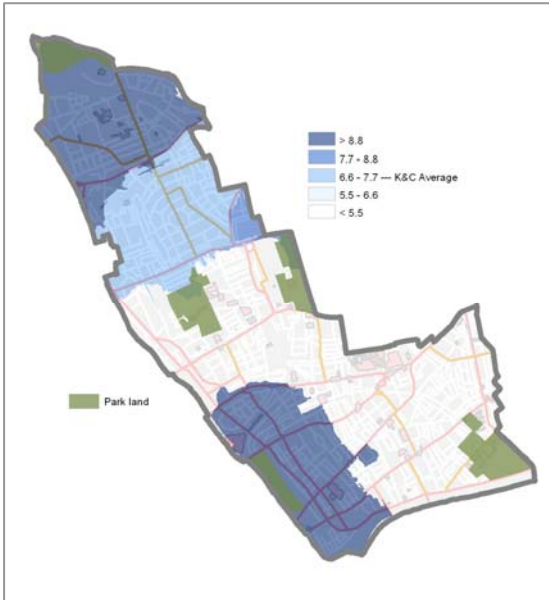 > 8.8
7.7 - 8.8
6.6 - 7.7 — K&C Average
5.5 - 6.6
< 5.5
Park land